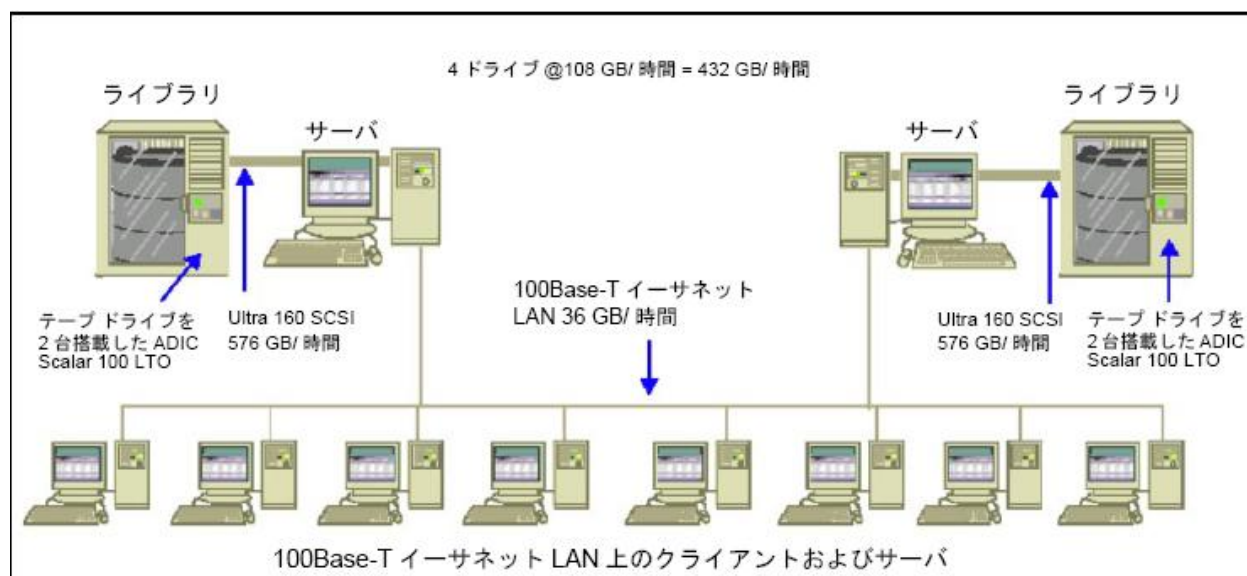 4 ドライブ @108 GB/ 時間 = 432 GB/ 時間
ライブラリ
サーバ
サーバ
ライブラリ
テープ ドライブを
2 台搭載した ADIC
Scalar 100 LTO
Ultra 160 SCSI
576 GB/ 時間
100Base-T イーサネット
LAN 36 GB/ 時間
Ultra 160 SCSI
576 GB/ 時間
テープ ドライブを
2 台搭載した ADIC
Scalar 100 LTO
100Base-T イーサネット LAN 上のクライアントおよびサーバ